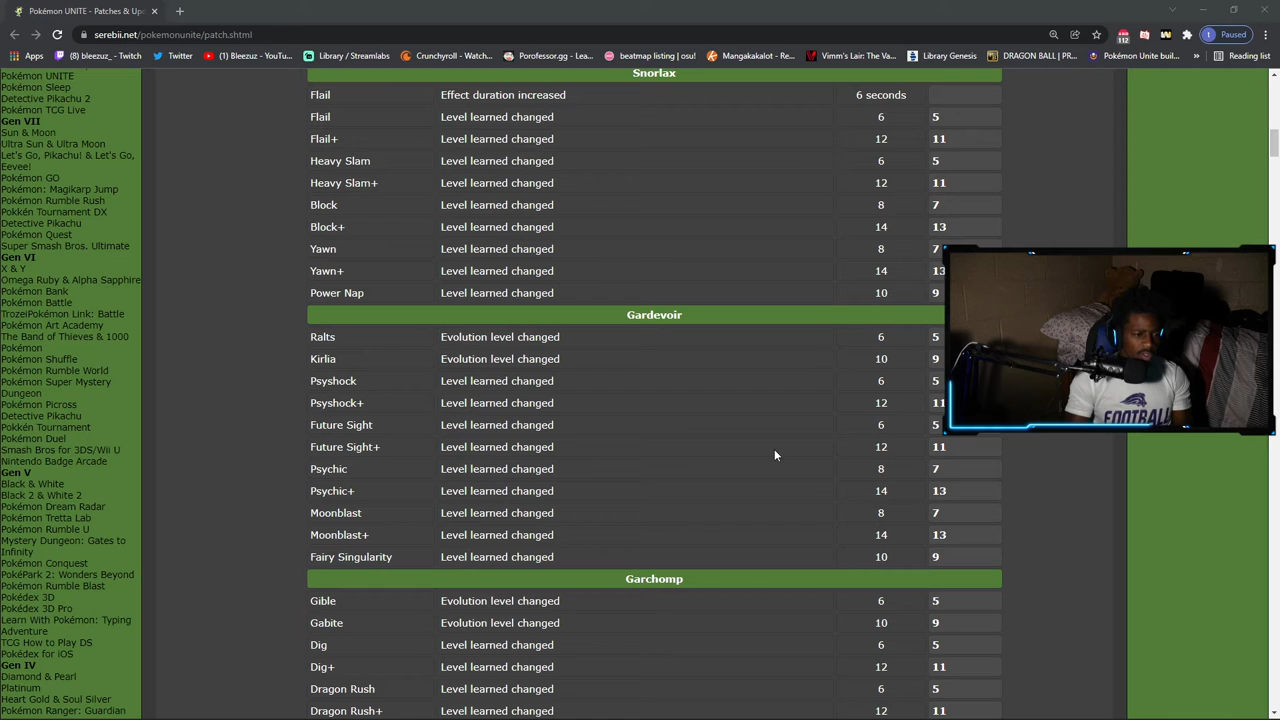 Pokémon UNITE - Patches & Up
serebii.net/pokemonunite/patch.shtml
112
t Paused
Apps
bleezuz_ - Twitch
Twitter
(1) Bleezuz - YouTu...
Library / Streamlabs
Crunchyroll - Watch...
Porofessor.gg - Lea...
beatmap listing | osu!
Mangakakalot - Re...
Vimm's Lair: The Va...
Library Genesis
DRAGON BALL | PR...
Pokémon Unite buil...
»
Reading list
Pokémon UNITE
Pokémon Sleep
Detective Pikachu 2
Pokémon TCG Live
Gen VII
Sun & Moon
Ultra Sun & Ultra Moon
Let's Go, Pikachu! & Let's Go,
Eevee!
Pokémon GO
Pokémon: Magikarp Jump
Pokémon Rumble Rush
Pokkén Tournament DX
Detective Pikachu
Pokémon Quest
Super Smash Bros. Ultimate
Gen VI
X & Y
Omega Ruby & Alpha Sapphire
Pokémon Bank
Pokémon Battle
TrozeiPokémon Link: Battle
Pokémon Art Academy
The Band of Thieves & 1000
Pokémon
Pokémon Shuffle
Pokémon Rumble World
Pokémon Super Mystery
Dungeon
Pokémon Picross
Detective Pikachu
Pokkén Tournament
Pokémon Duel
Smash Bros for 3DS/Wii U
Nintendo Badge Arcade
Gen V
Black & White
Black 2 & White 2
Pokémon Dream Radar
Pokémon Tretta Lab
Pokémon Rumble U
Mystery Dungeon: Gates to
Infinity
Pokémon Conquest
PokéPark 2: Wonders Beyond
Pokémon Rumble Blast
Pokédex 3D
Pokédex 3D Pro
Learn With Pokémon: Typing
Adventure
TCG How to Play DS
Pokédex for iOS
Gen IV
Diamond & Pearl
Platinum
Heart Gold & Soul Silver
Pokémon Ranger: Guardian
Snorlax
Flail Effect duration increased 6 seconds
Flail Level learned changed 6 5
Flail+ Level learned changed 12 11
Heavy Slam Level learned changed 6 5
Heavy Slam+ Level learned changed 12 11
Block Level learned changed 8 7
Block+ Level learned changed 14 13
Yawn Level learned changed 8 7
Yawn+ Level learned changed 14 13
Power Nap Level learned changed 10 9
Gardevoir
Ralts Evolution level changed 6 5
Kirlia Evolution level changed 10 9
Psyshock Level learned changed 6 5
Psyshock+ Level learned changed 12 11
Future Sight Level learned changed 6 5
Future Sight+ Level learned changed 12 11
Psychic Level learned changed 8 7
Psychic+ Level learned changed 14 13
Moonblast Level learned changed 8 7
Moonblast+ Level learned changed 14 13
Fairy Singularity Level learned changed 10 9
Garchomp
Gible Evolution level changed 6 5
Gabite Evolution level changed 10 9
Dig Level learned changed 6 5
Dig+ Level learned changed 12 11
Dragon Rush Level learned changed 6 5
Dragon Rush+ Level learned changed 12 11
FOOTBALL